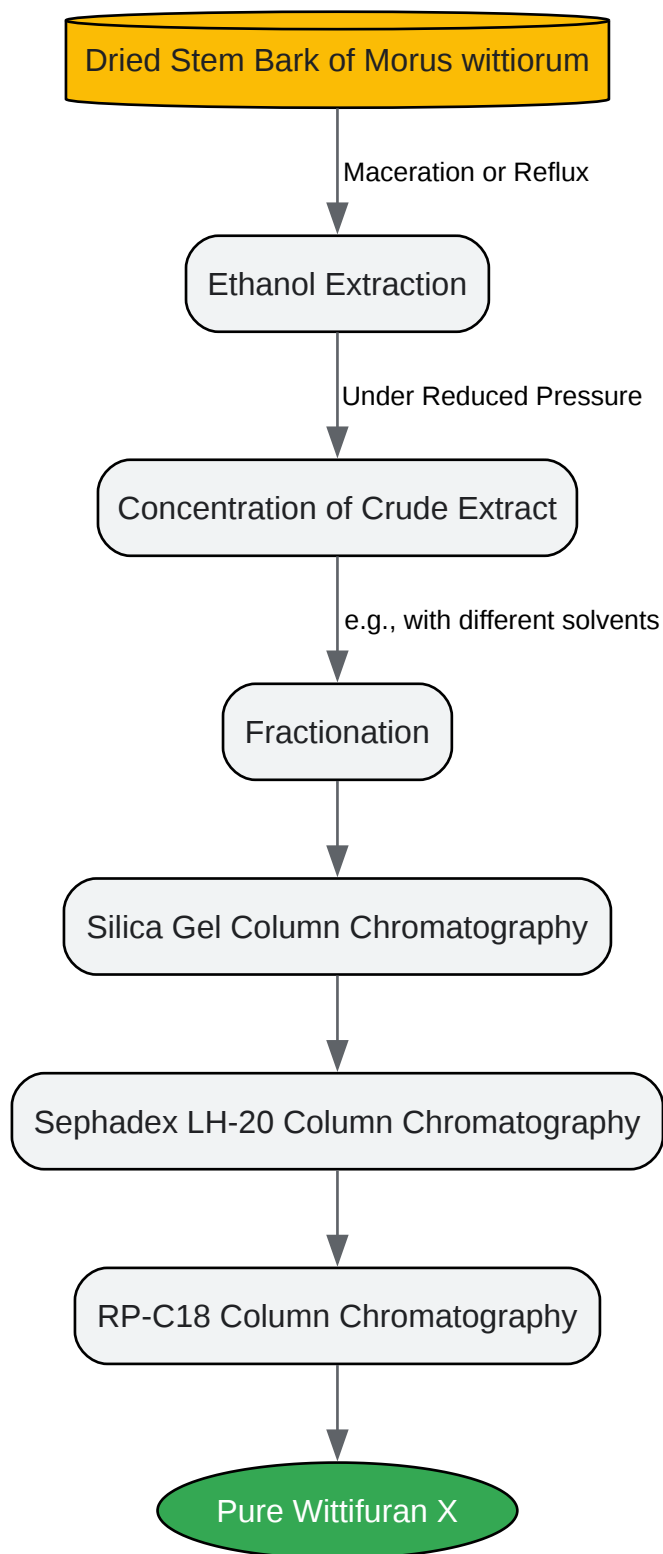 Dried Stem Bark of Morus wittiorum
Maceration or Reflux
Ethanol Extraction
Under Reduced Pressure
Concentration of Crude Extract
e.g., with different solvents
Fractionation
Silica Gel Column Chromatography
Sephadex LH-20 Column Chromatography
RP-C18 Column Chromatography
Pure Wittifuran X